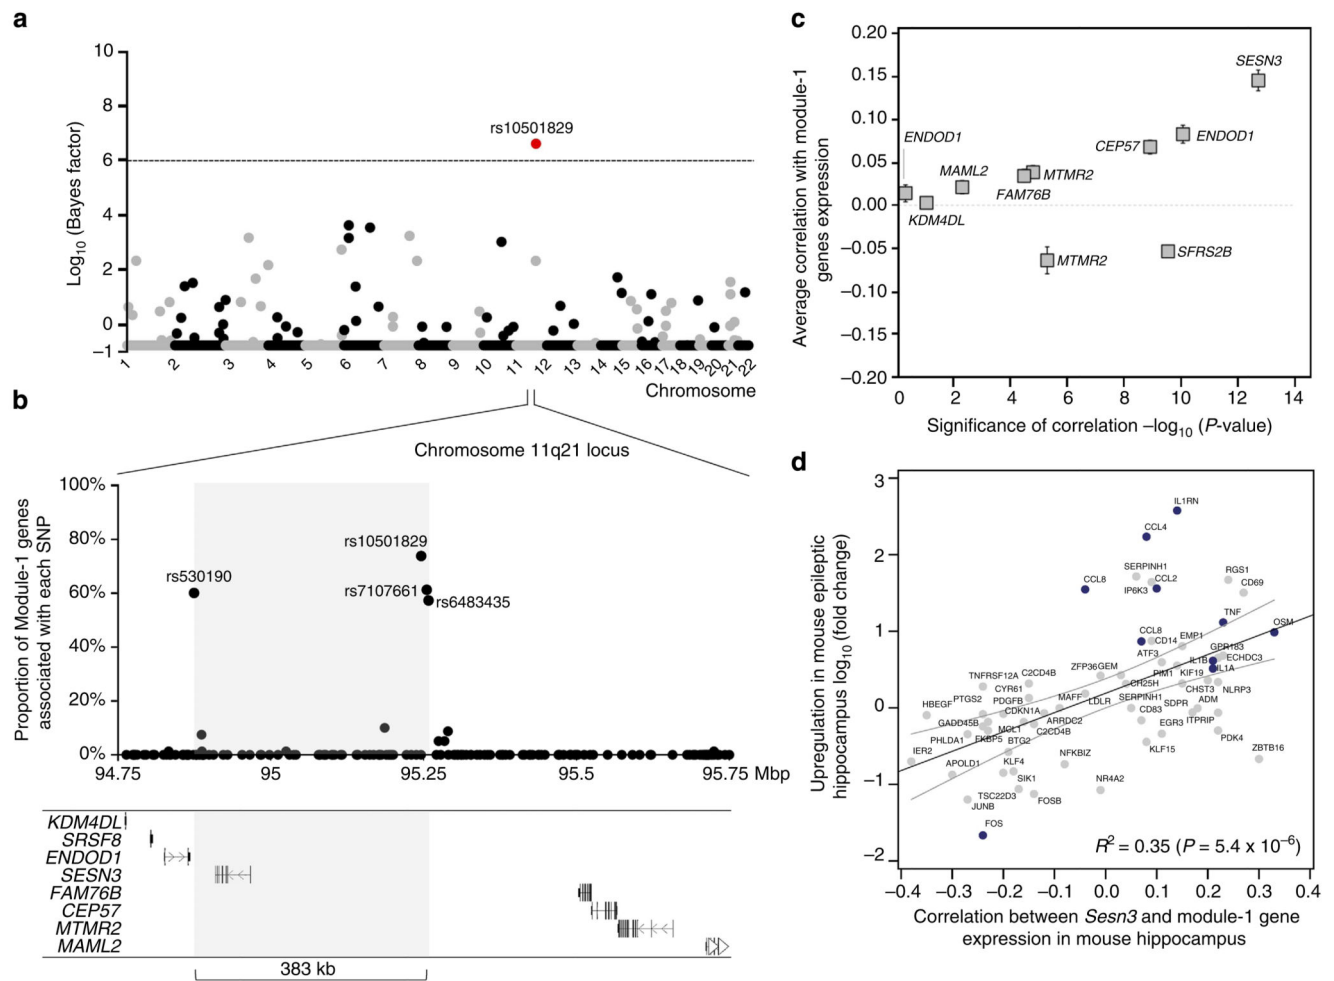 a
Log10 (Bayes factor)
10
8
6
4
2
0
–1
rs10501829
1 2 3 4 5 6 7 8 9 10 11 12 13 14 15 16 17 18 19 20 21 22
Chromosome
b
Chromosome 11q21 locus
Proportion of Module-1 genes
associated with each SNP
100%
80%
60%
40%
20%
0%
rs530190
rs10501829
rs7107661
rs6483435
94.75 95 95.25 95.5 95.75 Mbp
KDM4DL
SRSF8
ENDOD1
SESN3
FAM76B
CEP57
MTMR2
MAML2
383 kb
c
Average correlation with module-1
genes expression
0.20
0.15
0.10
0.05
0.00
–0.05
–0.10
–0.15
–0.20
SESN3
ENDOD1
CEP57
ENDOD1
MAML2
MTMR2
FAM76B
KDM4DL
MTMR2
SFRS2B
0 2 4 6 8 10 12 14
Significance of correlation –log10 (P-value)
d
Upregulation in mouse epileptic
hippocampus log10 (fold change)
3
2
1
0
–1
–2
IL1RN
CCL4
SERPINH1
RGS1
CCL8
CCL2
CD69
IP6K3
TNF
OSM
CCL8
CD14
EMP1
GPR183
ATF3
IL1B
ECHDC3
ZFP36
GEM
PIM1
KIF19
IL1A
TNFRSF12A
C2CD4B
CH25H
CHST3
NLRP3
CYR61
PTGS2
PDGFB
MAFF
LDLR
SERPINH1
SDPR
ADM
HBEGF
CDKN1A
CD83
GADD45B
MCL1
ARRDC2
EGR3
ITPRIP
PHLDA1
FKBP5
C2CD4B
PDK4
BTG2
IER2
NFKBIZ
KLF15
ZBTB16
APOLD1
KLF4
SIK1
NR4A2
TSC22D3
FOSB
JUNB
FOS
R2 = 0.35 (P = 5.4 x 10–6)
–0.4 –0.3 –0.2 –0.1 0.0 0.1 0.2 0.3 0.4
Correlation between Sesn3 and module-1 gene
expression in mouse hippocampus